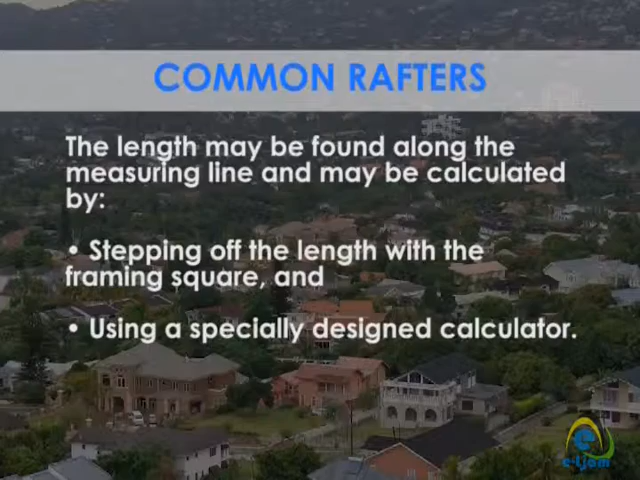 COMMON RAFTERS
The length may be found along the
measuring line and may be calculated
by:
• Stepping off the length with the
framing square, and
• Using a specially designed calculator.
e-Ljam